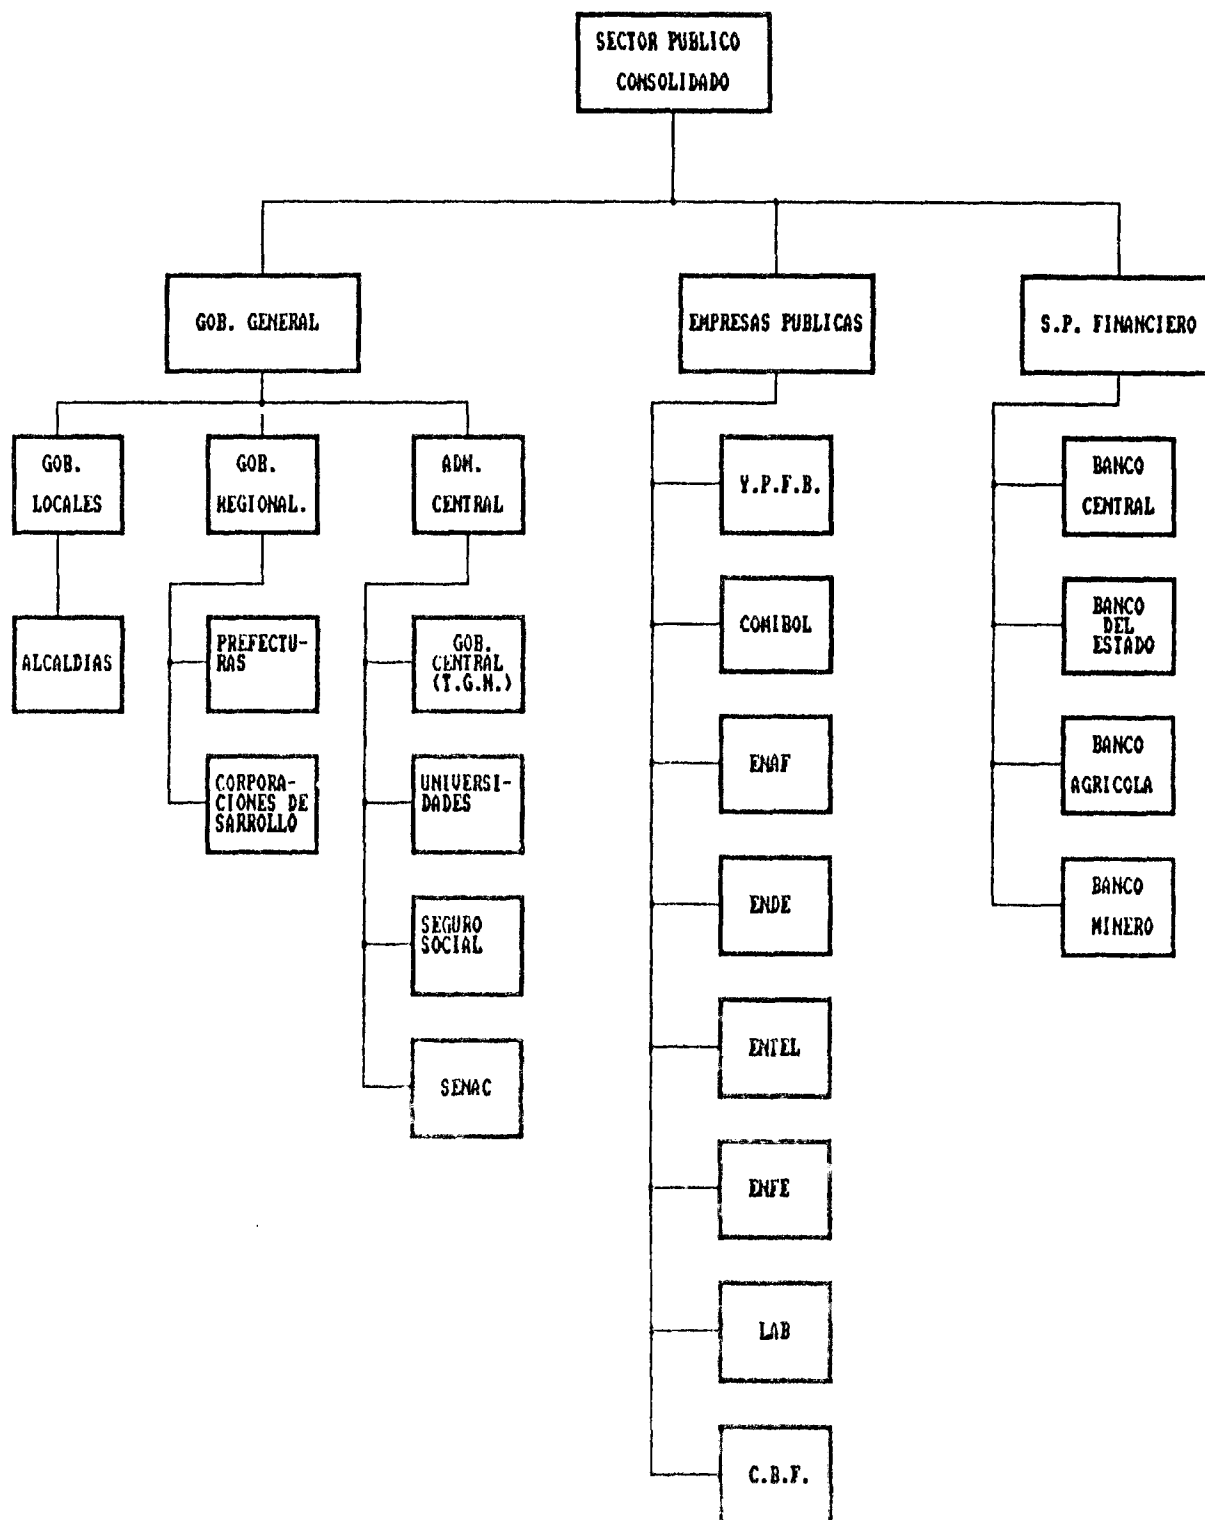 SECTOR PUBLICO
CONSOLIDADO
GOB. GENERAL
EMPRESAS PUBLICAS
S.P. FINANCIERO
GOB.
LOCALES
GOB.
REGIONAL.
ADM.
CENTRAL
ALCALDIAS
PREFECTU-
RAS
CORPORA-
CIONES DE
SARROLLO
GOB.
CENTRAL
(T.G.N.)
UNIVERSI-
DADES
SEGURO
SOCIAL
SENAC
Y.P.F.B.
COMIBOL
ENAF
ENDE
ENTEL
ENFE
LAB
C.B.F.
BANCO
CENTRAL
BANCO
DEL
ESTADO
BANCO
AGRICOLA
BANCO
MINERO